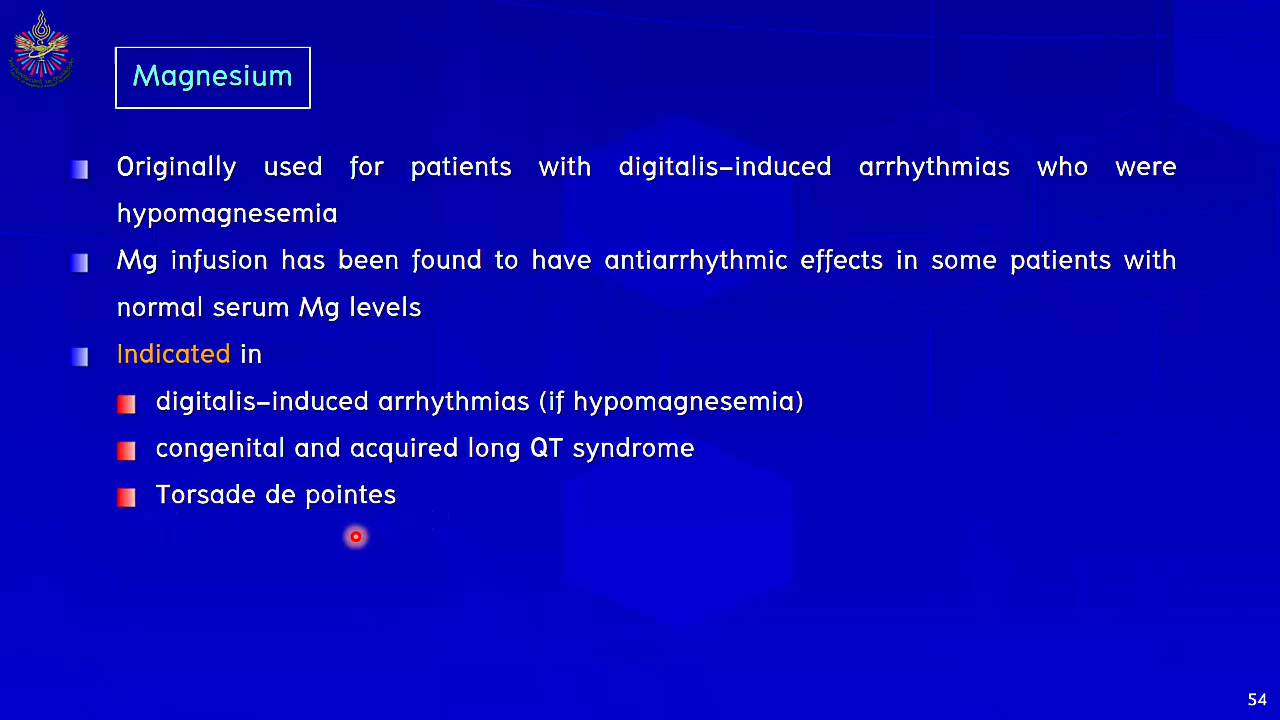 Magnesium
Originally used for patients with digitalis-induced arrhythmias who were
hypomagnesemia
Mg infusion has been found to have antiarrhythmic effects in some patients with
normal serum Mg levels
Indicated in
digitalis-induced arrhythmias (if hypomagnesemia)
congenital and acquired long QT syndrome
Torsade de pointes
54